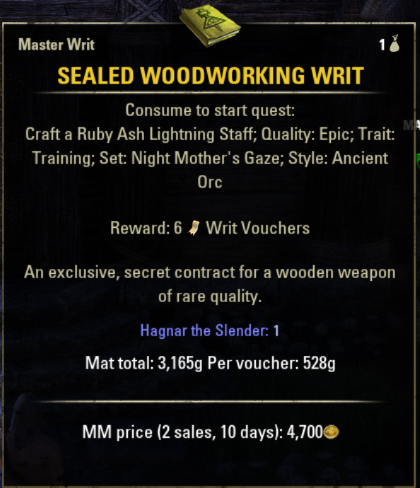 Master Writ 1
SEALED WOODWORKING WRIT
Consume to start quest:
Craft a Ruby Ash Lightning Staff; Quality: Epic; Trait:
Training; Set: Night Mother's Gaze; Style: Ancient
Orc
Reward: 6 Writ Vouchers
An exclusive, secret contract for a wooden weapon
of rare quality.
Hagnar the Slender: 1
Mat total: 3,165g Per voucher: 528g
MM price (2 sales, 10 days): 4,700